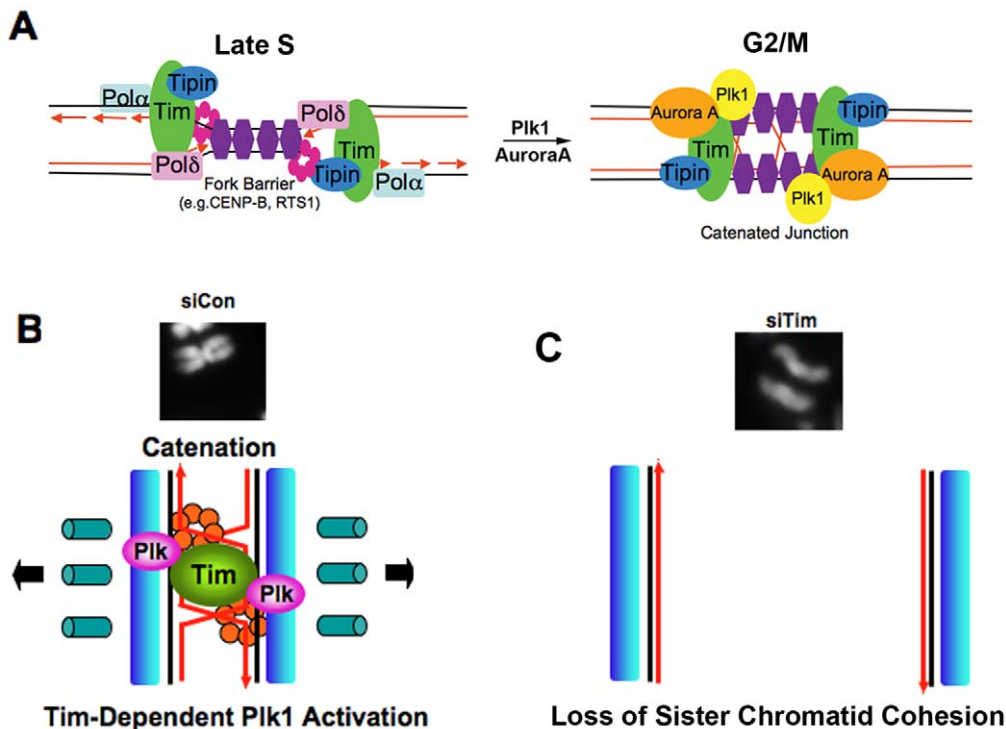 A
Late S
G2/M
Polα
Tipin
Tim
Polδ
Polδ
Tim
Tipin
Polα
Fork Barrier
(e.g.CENP-B, RTS1)
Plk1
AuroraA
Aurora A
Plk1
Tim
Tipin
Tipin
Tim
Aurora A
Plk1
Catenated Junction
B
siCon
Catenation
Plk
Tim
Plk
Tim-Dependent Plk1 Activation
C
siTim
Loss of Sister Chromatid Cohesion